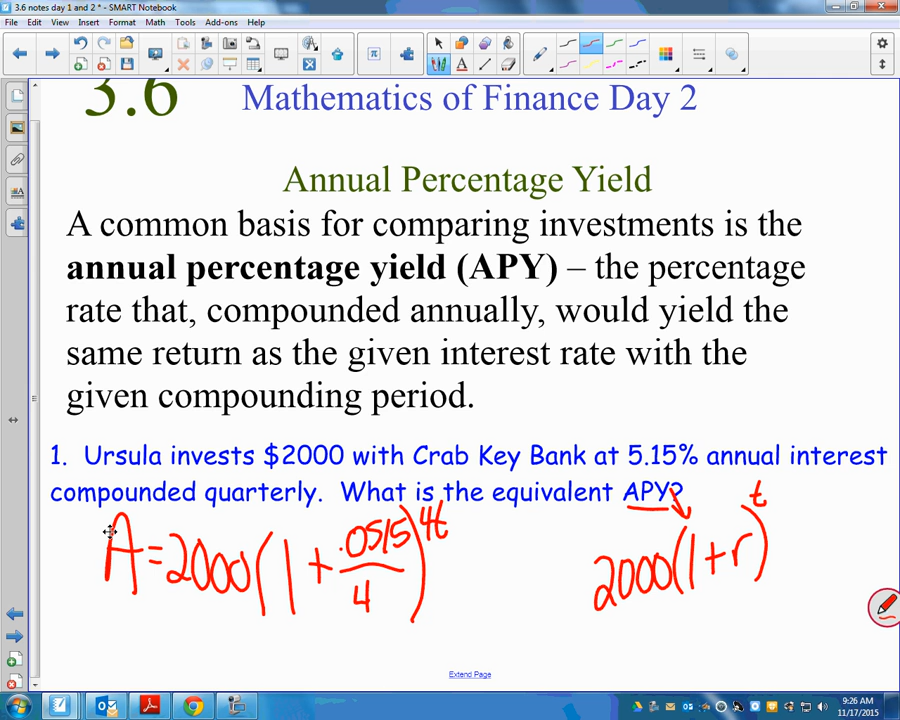 3.6 notes day 1 and 2 * - SMART Notebook
File Edit View Insert Format Math Tools Add-ons Help
3.6 Mathematics of Finance Day 2
Annual Percentage Yield
A common basis for comparing investments is the
annual percentage yield (APY) – the percentage
rate that, compounded annually, would yield the
same return as the given interest rate with the
given compounding period.
1. Ursula invests $2000 with Crab Key Bank at 5.15% annual interest
compounded quarterly. What is the equivalent APY?
A = 2000(1 + .0515/4)^4t 2000(1 + r)^t
Extend Page
9:26 AM
11/17/2015